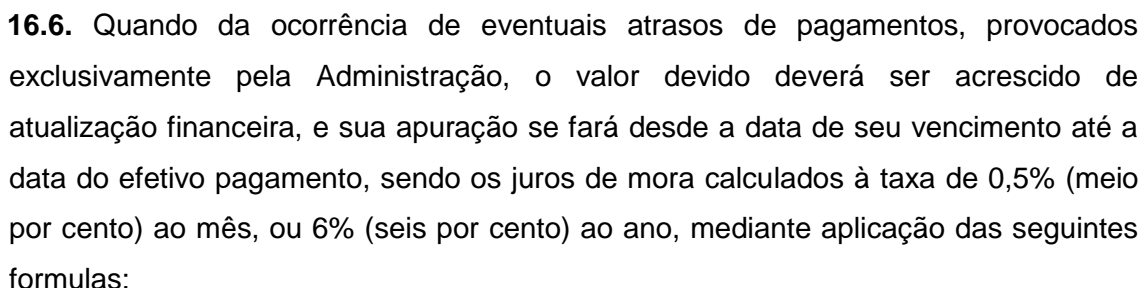 16.6. Quando da ocorrência de eventuais atrasos de pagamentos, provocados
exclusivamente pela Administração, o valor devido deverá ser acrescido de
atualização financeira, e sua apuração se fará desde a data de seu vencimento até a
data do efetivo pagamento, sendo os juros de mora calculados à taxa de 0,5% (meio
por cento) ao mês, ou 6% (seis por cento) ao ano, mediante aplicação das seguintes
formulas: